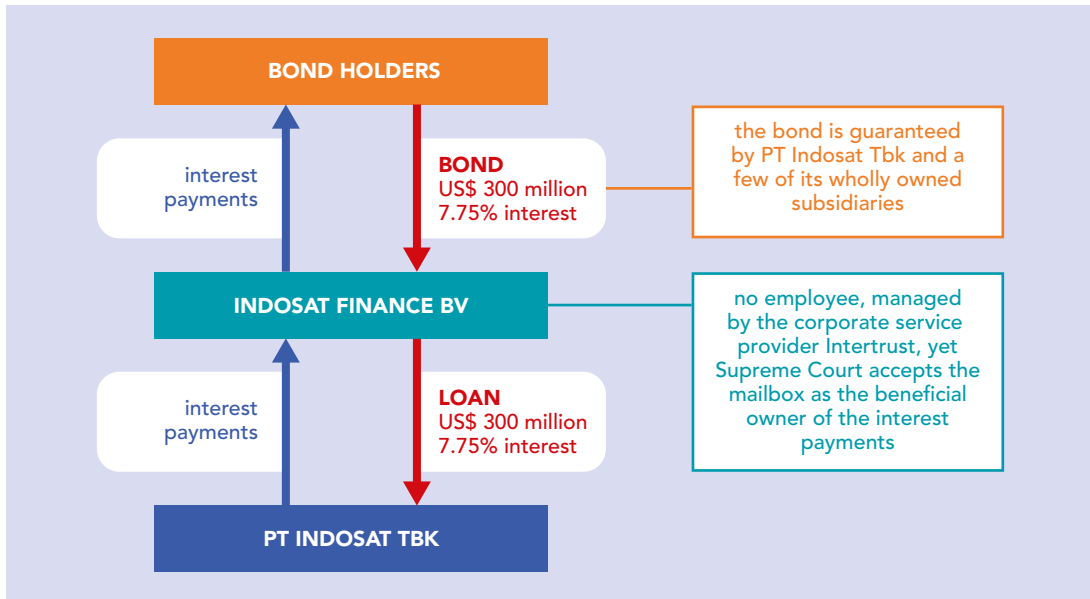 BOND HOLDERS
interest
payments
BOND
US$ 300 million
7.75% interest
the bond is guaranteed
by PT Indosat Tbk and a
few of its wholly owned
subsidiaries
INDOSAT FINANCE BV
no employee, managed
by the corporate service
provider Intertrust, yet
Supreme Court accepts the
mailbox as the beneficial
owner of the interest
payments
interest
payments
LOAN
US$ 300 million
7.75% interest
PT INDOSAT TBK